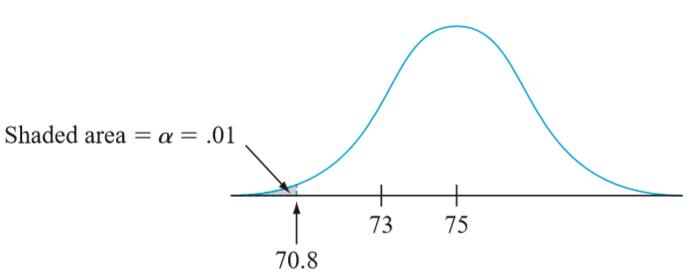 Shaded area = α = .01
73
75
70.8